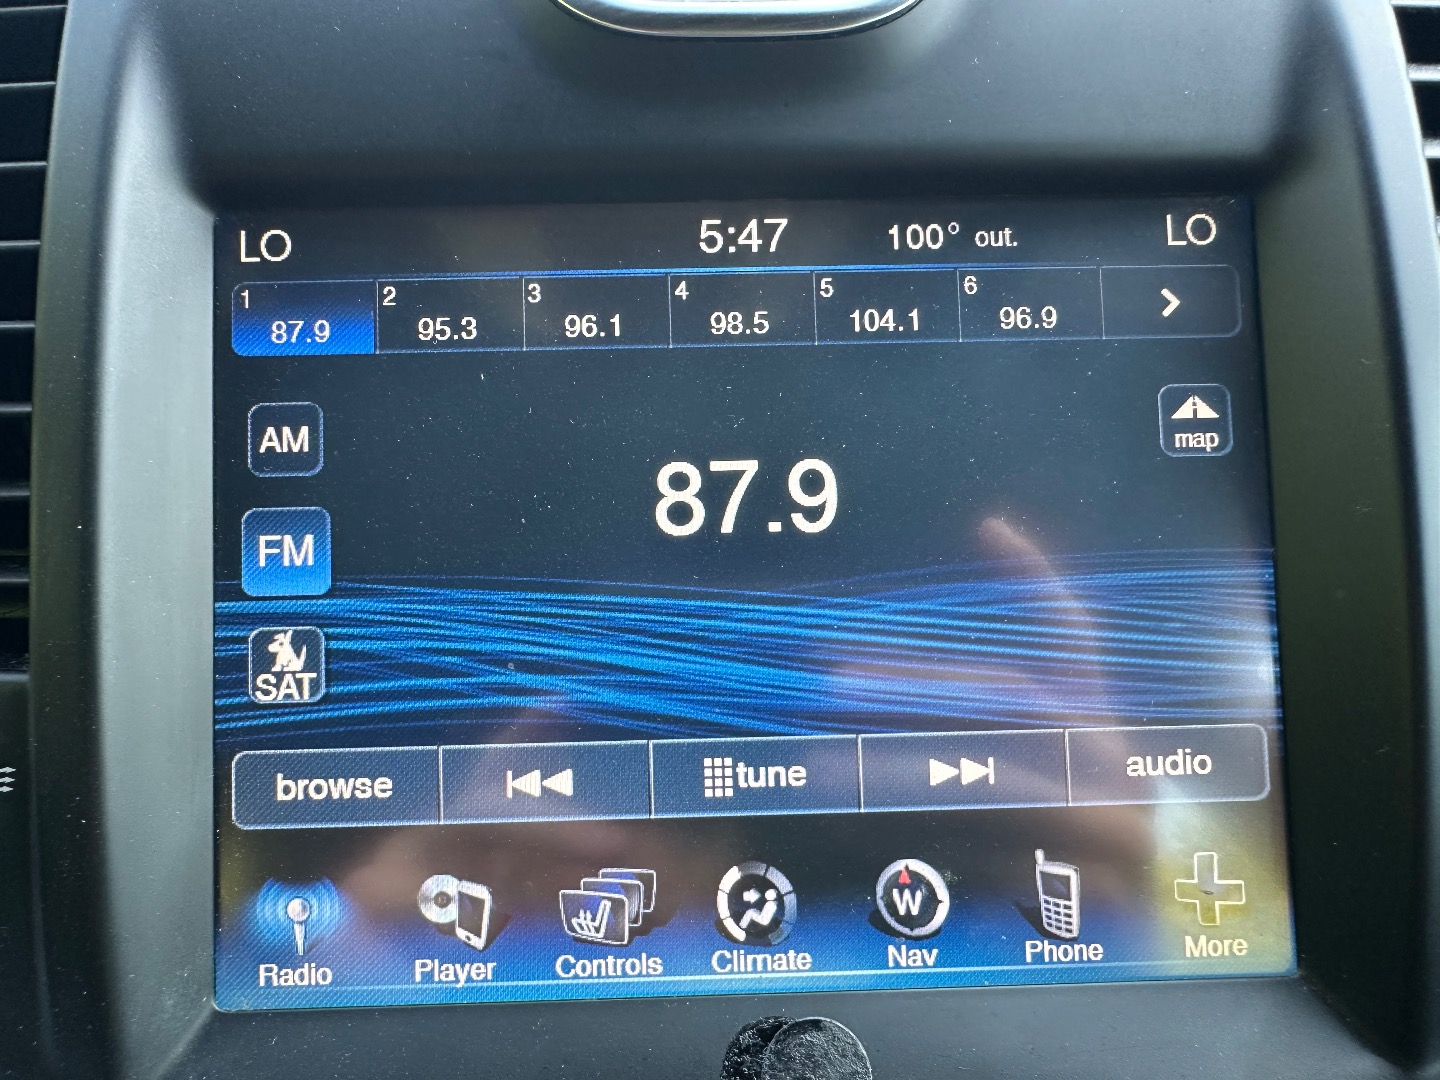 LO 5:47 100° out. LO
1 2 3 4 5 6
87.9 95.3 96.1 98.5 104.1 96.9
AM
map
87.9
FM
SAT
browse tune audio
W
Radio Player Controls Climate Nav Phone More